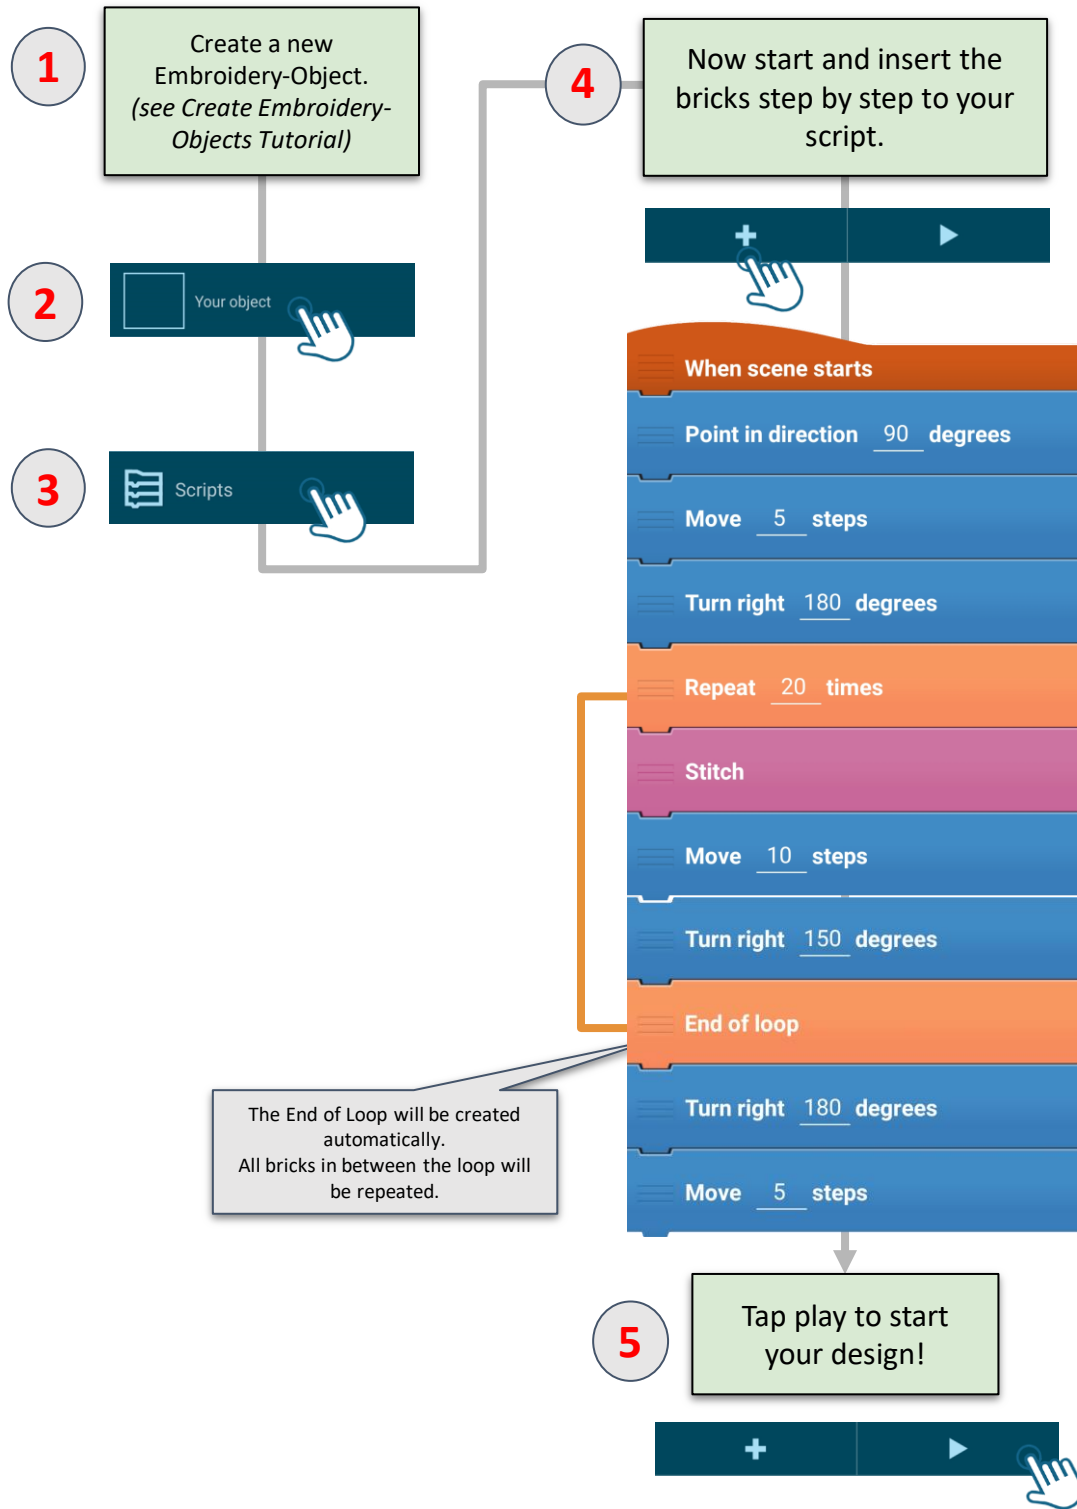 1
Create a new
Embroidery-Object.
(see Create Embroidery-
Objects Tutorial)
2
Your object
3
Scripts
4
Now start and insert the
bricks step by step to your
script.
When scene starts
Point in direction 90 degrees
Move 5 steps
Turn right 180 degrees
Repeat 20 times
Stitch
Move 10 steps
Turn right 150 degrees
End of loop
Turn right 180 degrees
Move 5 steps
The End of Loop will be created
automatically.
All bricks in between the loop will
be repeated.
5
Tap play to start
your design!